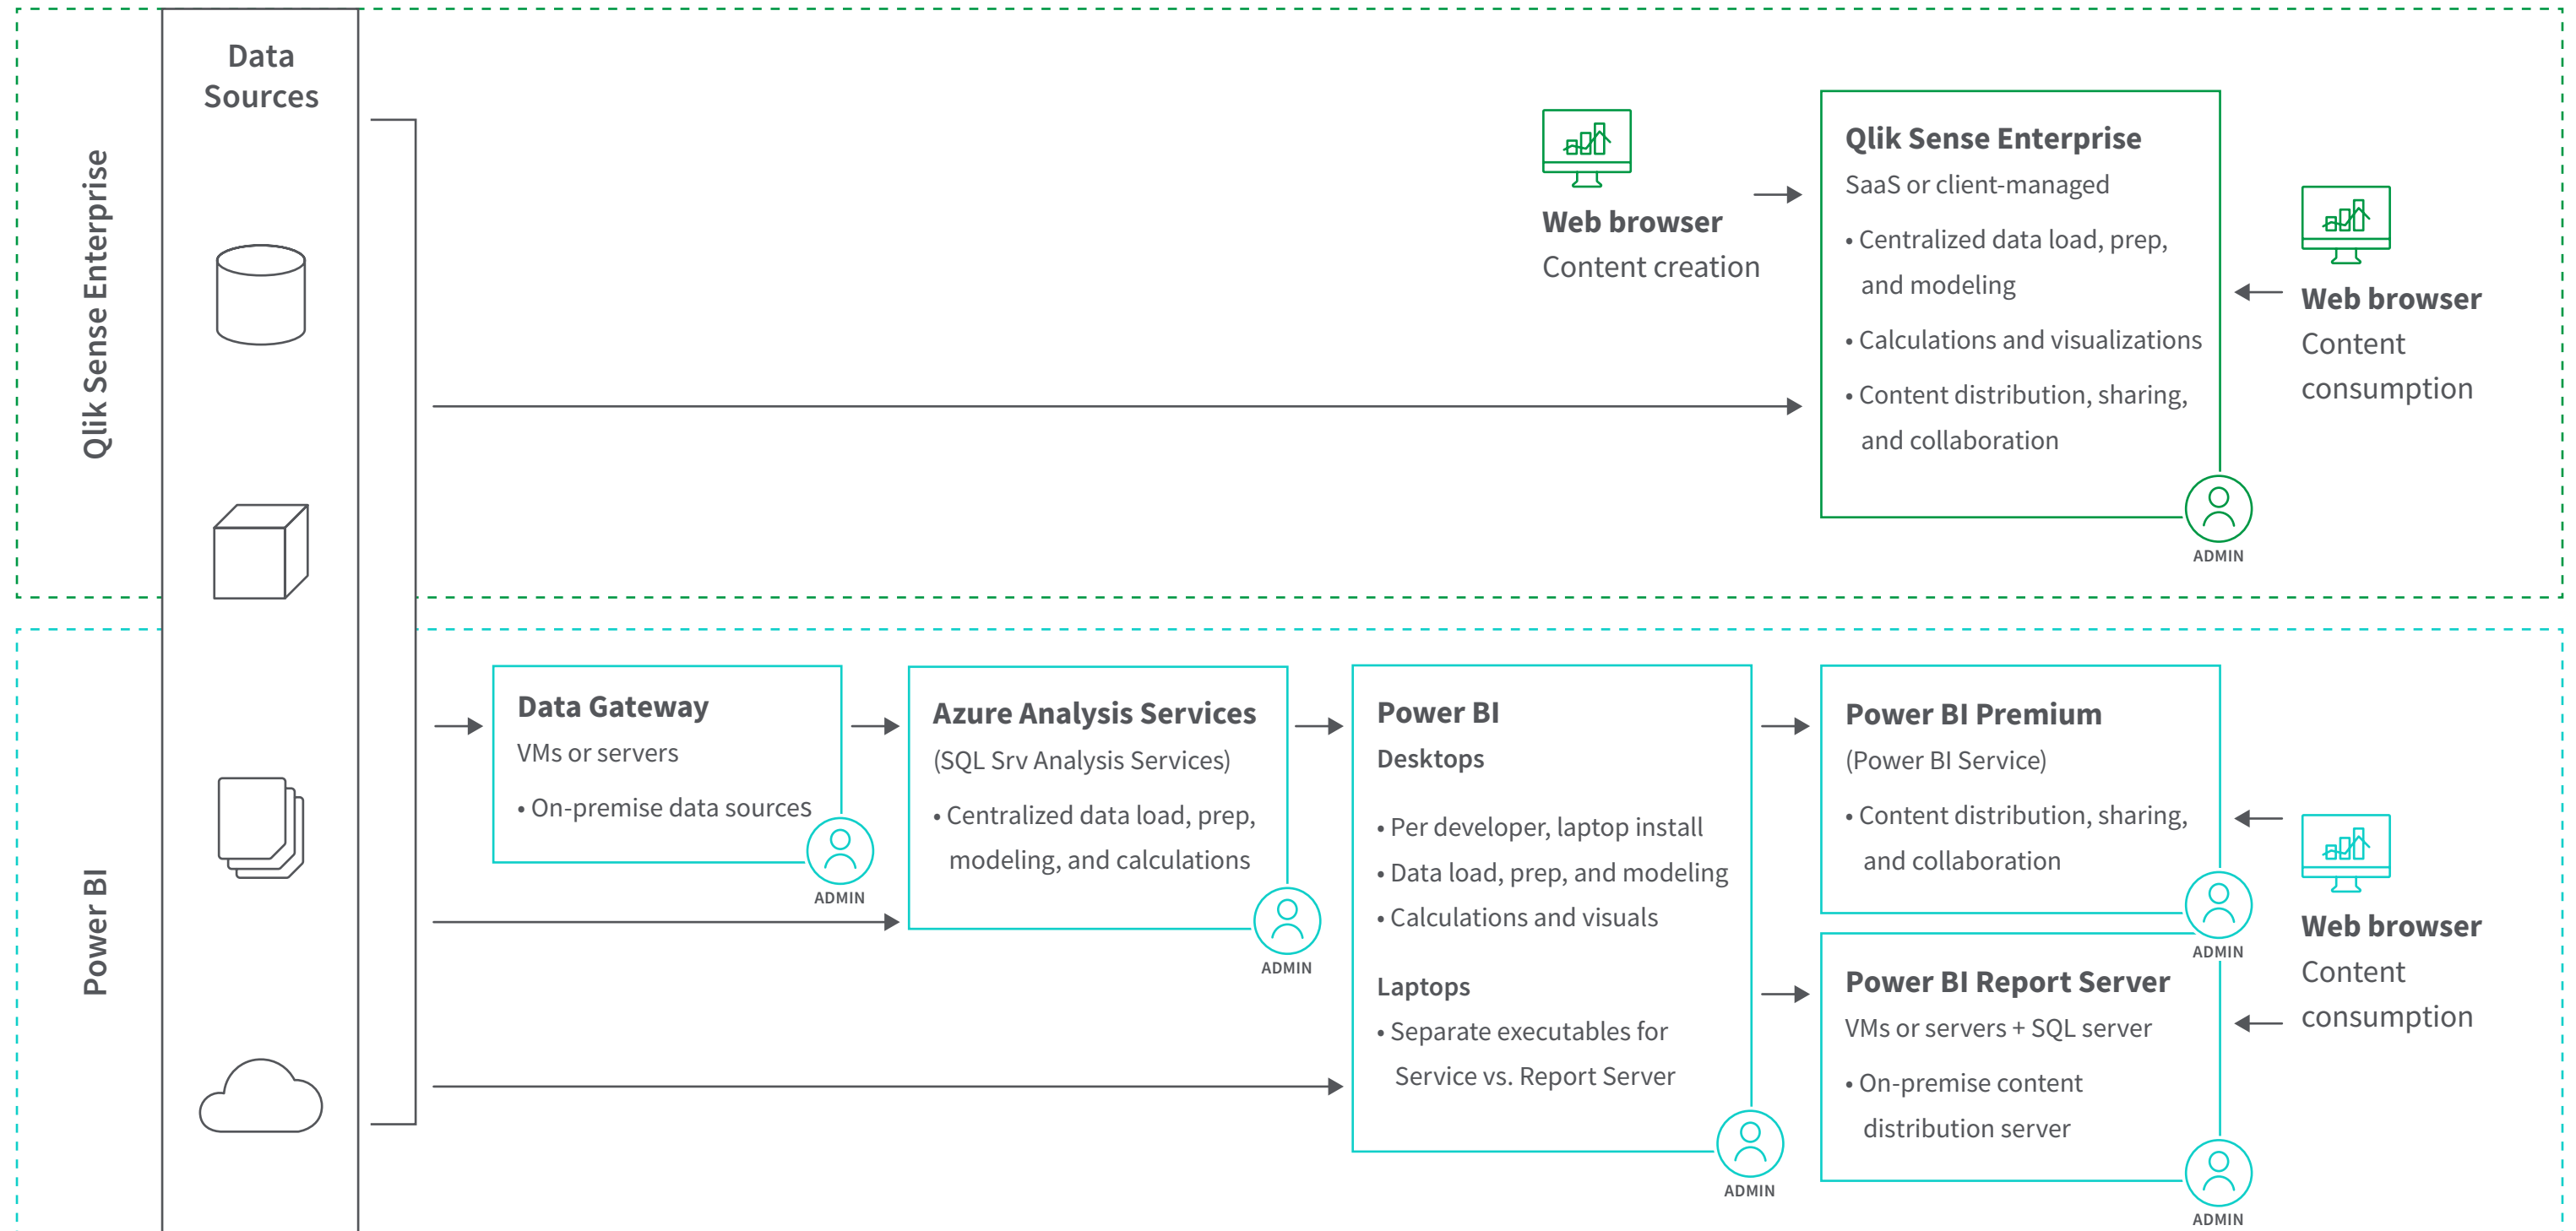 Data
Sources
Qlik Sense Enterprise
Web browser
Content creation
Qlik Sense Enterprise
SaaS or client-managed
• Centralized data load, prep,
and modeling
• Calculations and visualizations
• Content distribution, sharing,
and collaboration
ADMIN
Web browser
Content
consumption
Power BI
Data Gateway
VMs or servers
• On-premise data sources
ADMIN
Azure Analysis Services
(SQL Srv Analysis Services)
• Centralized data load, prep,
modeling, and calculations
ADMIN
Power BI
Desktops
• Per developer, laptop install
• Data load, prep, and modeling
• Calculations and visuals
Laptops
• Separate executables for
Service vs. Report Server
ADMIN
Power BI Premium
(Power BI Service)
• Content distribution, sharing,
and collaboration
ADMIN
Power BI Report Server
VMs or servers + SQL server
• On-premise content
distribution server
ADMIN
Web browser
Content
consumption